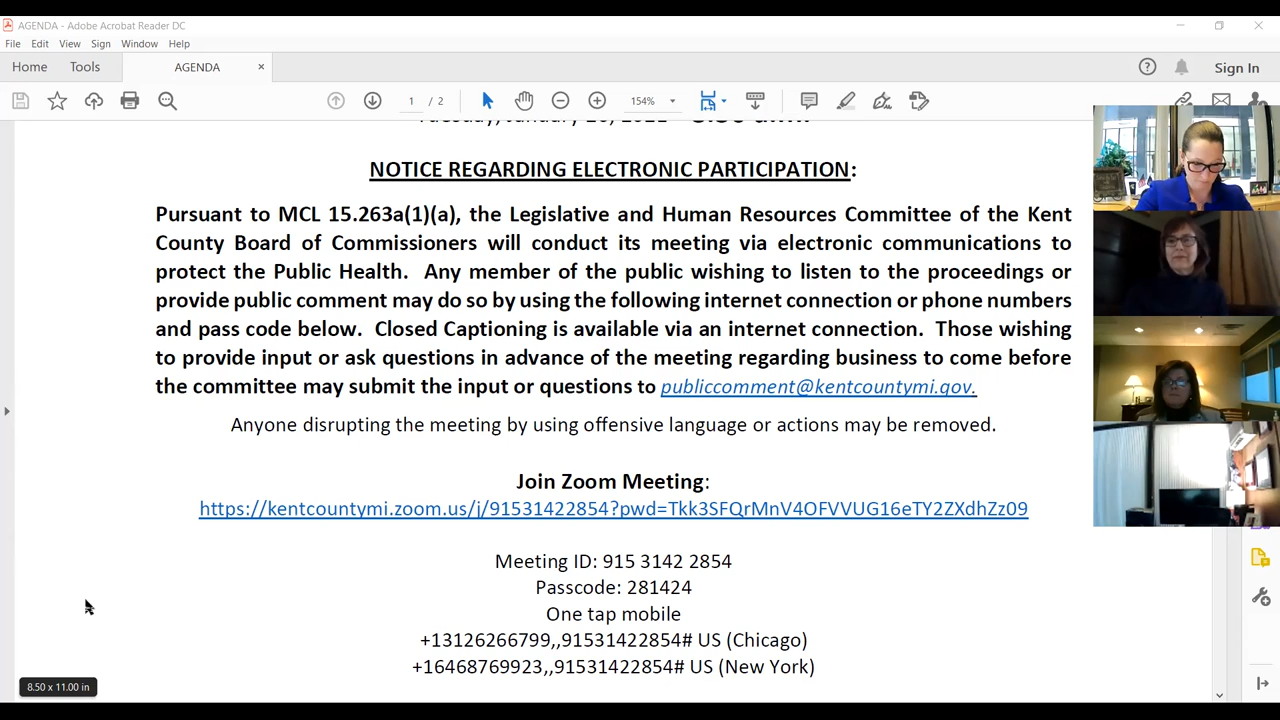 AGENDA - Adobe Acrobat Reader DC
File Edit View Sign Window Help
Home Tools AGENDA × Sign In
1 / 2 154%
NOTICE REGARDING ELECTRONIC PARTICIPATION:
Pursuant to MCL 15.263a(1)(a), the Legislative and Human Resources Committee of the Kent
County Board of Commissioners will conduct its meeting via electronic communications to
protect the Public Health. Any member of the public wishing to listen to the proceedings or
provide public comment may do so by using the following internet connection or phone numbers
and pass code below. Closed Captioning is available via an internet connection. Those wishing
to provide input or ask questions in advance of the meeting regarding business to come before
the committee may submit the input or questions to publiccomment@kentcountymi.gov.
Anyone disrupting the meeting by using offensive language or actions may be removed.
Join Zoom Meeting:
https://kentcountymi.zoom.us/j/91531422854?pwd=Tkk3SFQrMnV4OFVVUG16eTY2ZXdhZz09
Meeting ID: 915 3142 2854
Passcode: 281424
One tap mobile
+13126266799,,91531422854# US (Chicago)
+16468769923,,91531422854# US (New York)
8.50 x 11.00 in